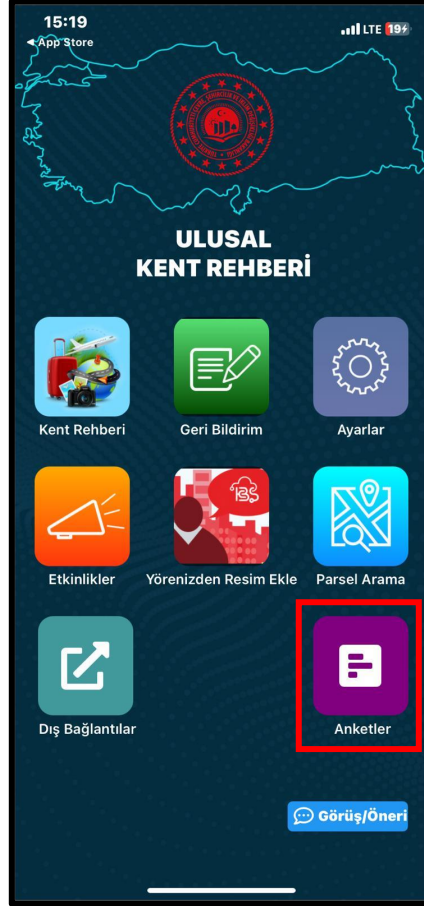 15:19
LTE 19
◀App Store
ULUSAL
KENT REHBERİ
İBS
Kent Rehberi
Geri Bildirim
Ayarlar
Etkinlikler
Yörenizden Resim Ekle
Parsel Arama
Dış Bağlantılar
Anketler
Görüş/Öneri